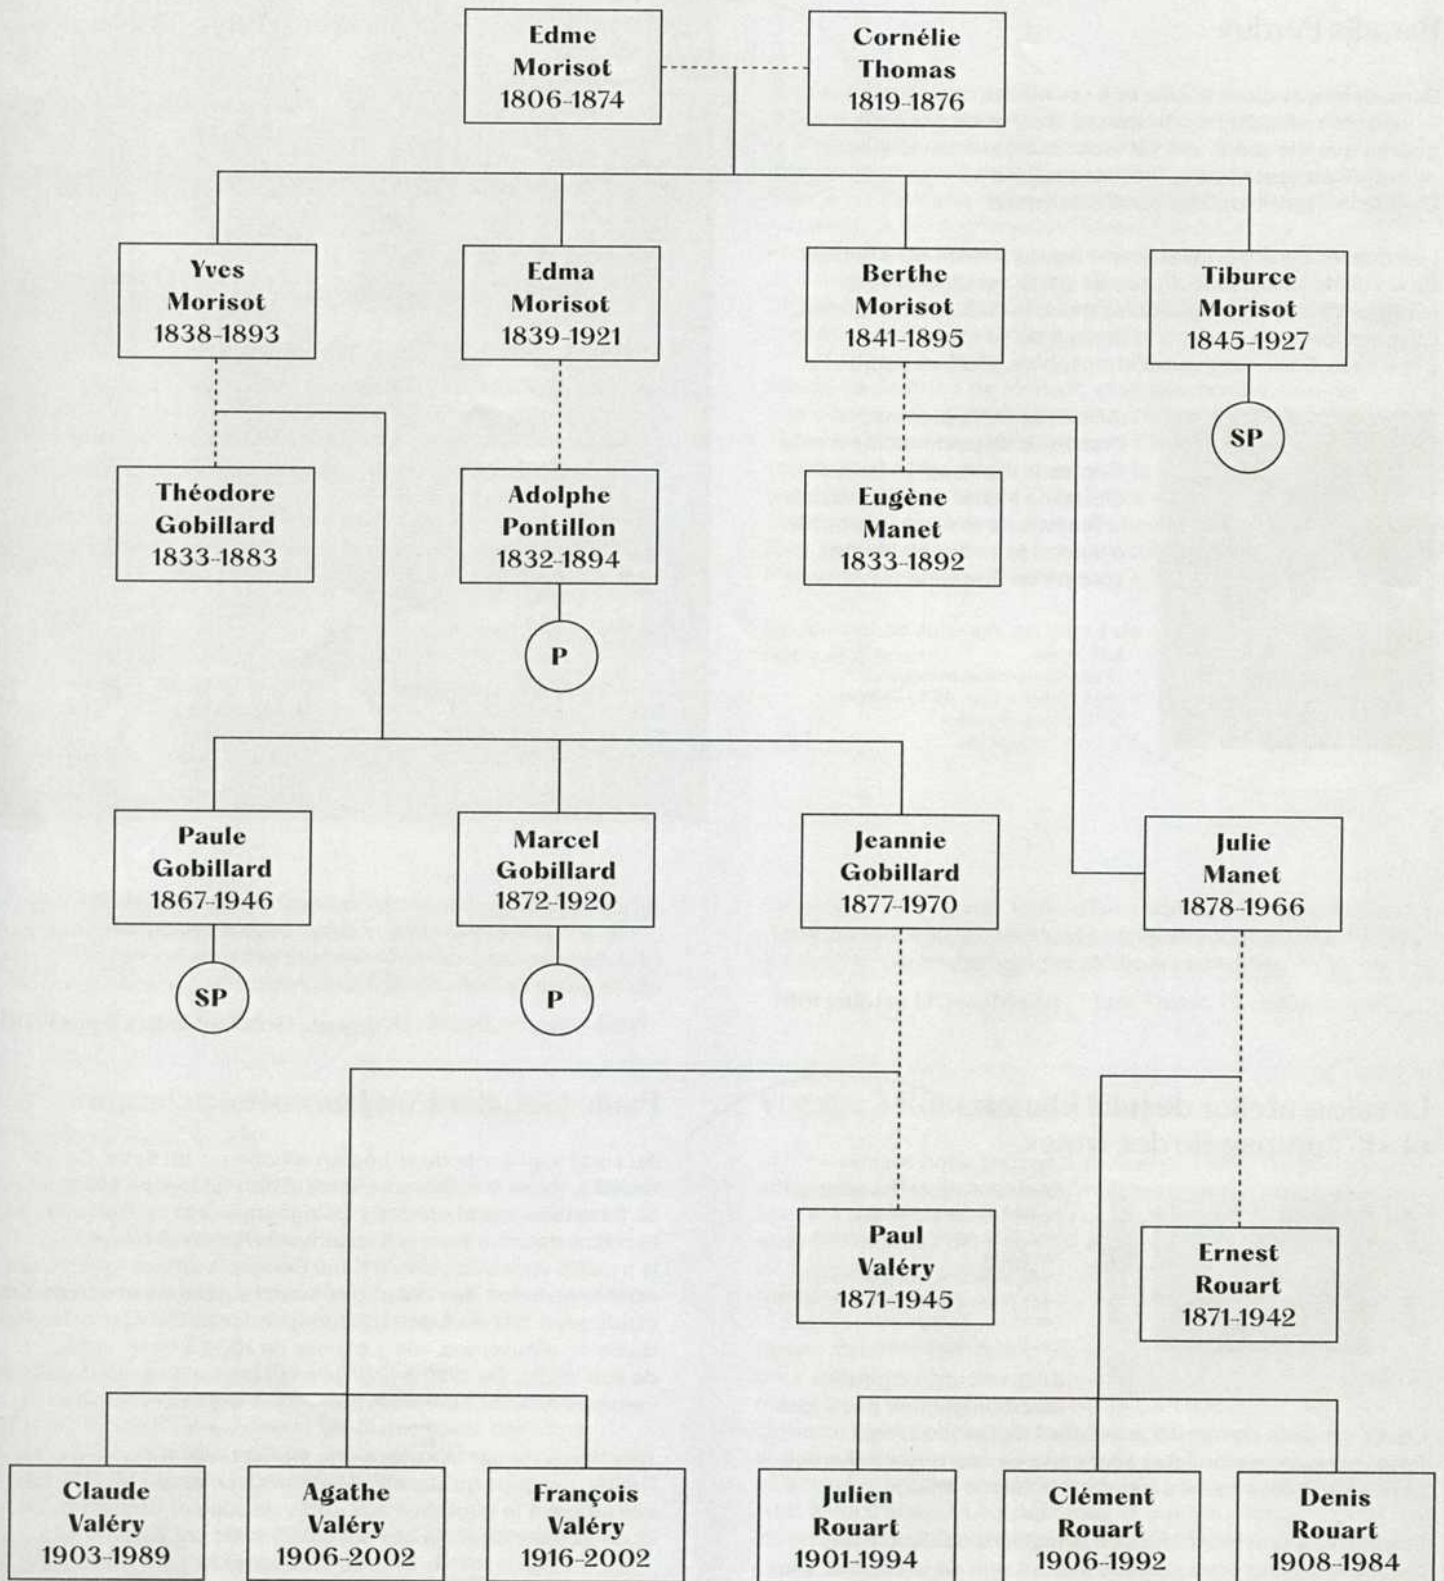 Edme
Morisot
1806-1874
Cornélie
Thomas
1819-1876
Yves
Morisot
1838-1893
Edma
Morisot
1839-1921
Berthe
Morisot
1841-1895
Tiburce
Morisot
1845-1927
SP
Théodore
Gobillard
1833-1883
Adolphe
Pontillon
1832-1894
Eugène
Manet
1833-1892
P
Paule
Gobillard
1867-1946
Marcel
Gobillard
1872-1920
Jeannie
Gobillard
1877-1970
Julie
Manet
1878-1966
SP
P
Paul
Valéry
1871-1945
Ernest
Rouart
1871-1942
Claude
Valéry
1903-1989
Agathe
Valéry
1906-2002
François
Valéry
1916-2002
Julien
Rouart
1901-1994
Clément
Rouart
1906-1992
Denis
Rouart
1908-1984